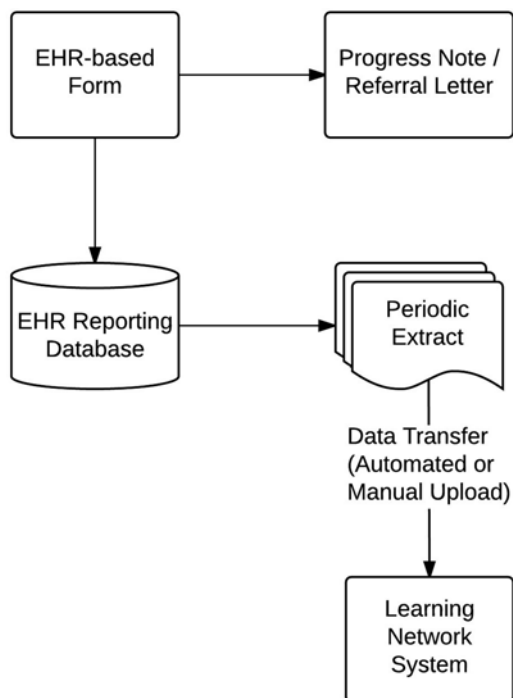 EHR-based
Form
Progress Note /
Referral Letter
EHR Reporting
Database
Periodic
Extract
Data Transfer
(Automated or
Manual Upload)
Learning
Network
System